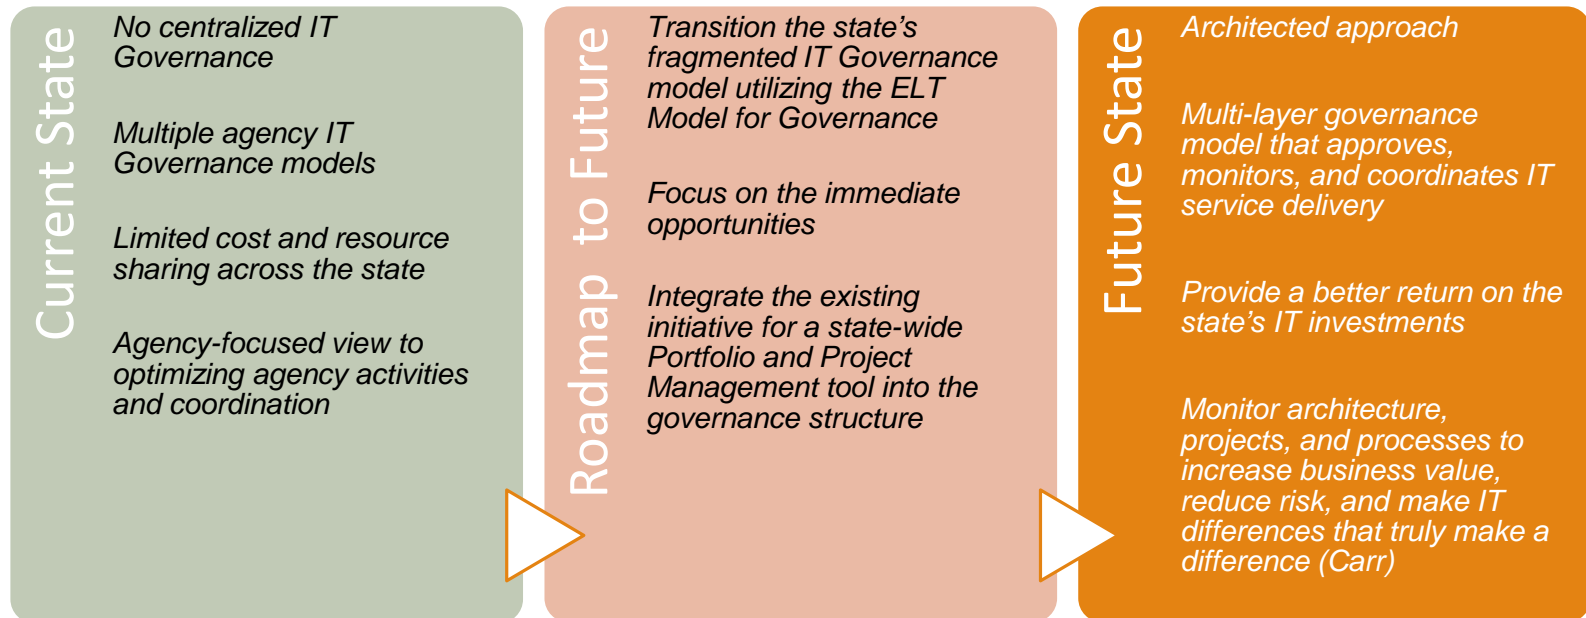 Current State
No centralized IT
Governance
Multiple agency IT
Governance models
Limited cost and resource
sharing across the state
Agency-focused view to
optimizing agency activities
and coordination
Roadmap to Future
Transition the state’s
fragmented IT Governance
model utilizing the ELT
Model for Governance
Focus on the immediate
opportunities
Integrate the existing
initiative for a state-wide
Portfolio and Project
Management tool into the
governance structure
Future State
Architected approach
Multi-layer governance
model that approves,
monitors, and coordinates IT
service delivery
Provide a better return on the
state’s IT investments
Monitor architecture,
projects, and processes to
increase business value,
reduce risk, and make IT
differences that truly make a
difference (Carr)